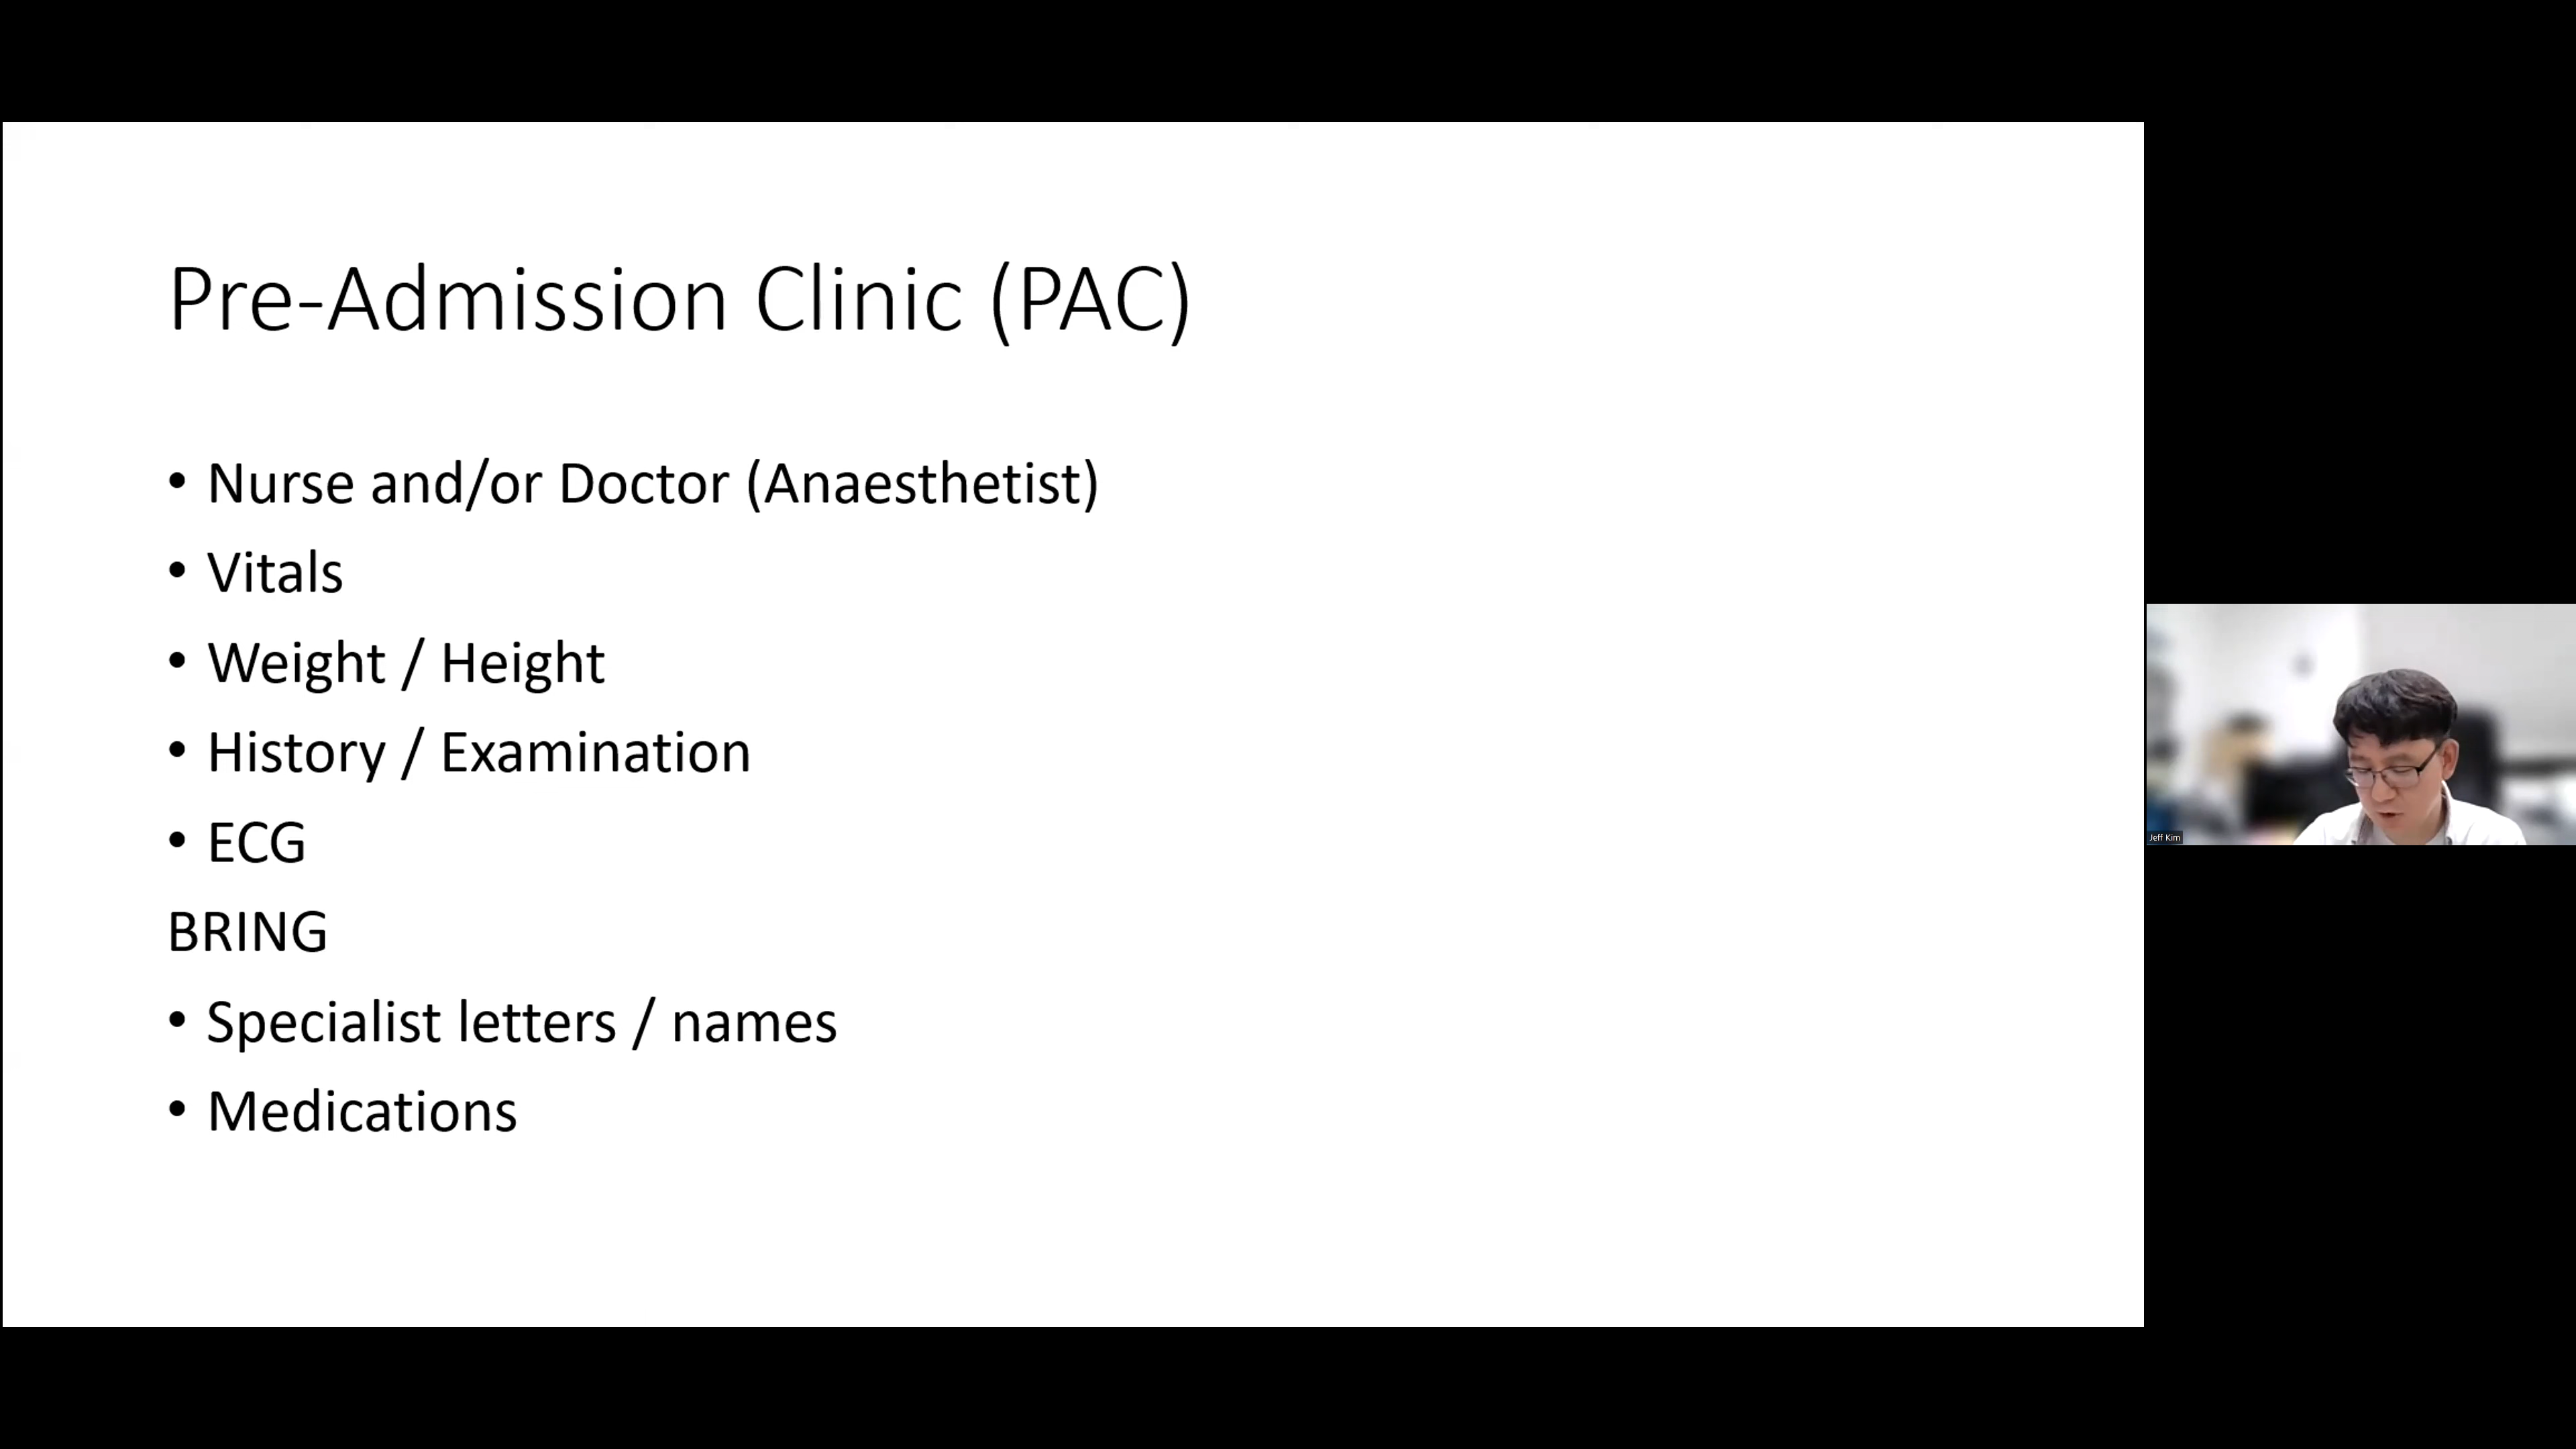 Pre-Admission Clinic (PAC)
• Nurse and/or Doctor (Anaesthetist)
• Vitals
• Weight / Height
• History / Examination
• ECG
BRING
• Specialist letters / names
• Medications
Jeff Kim